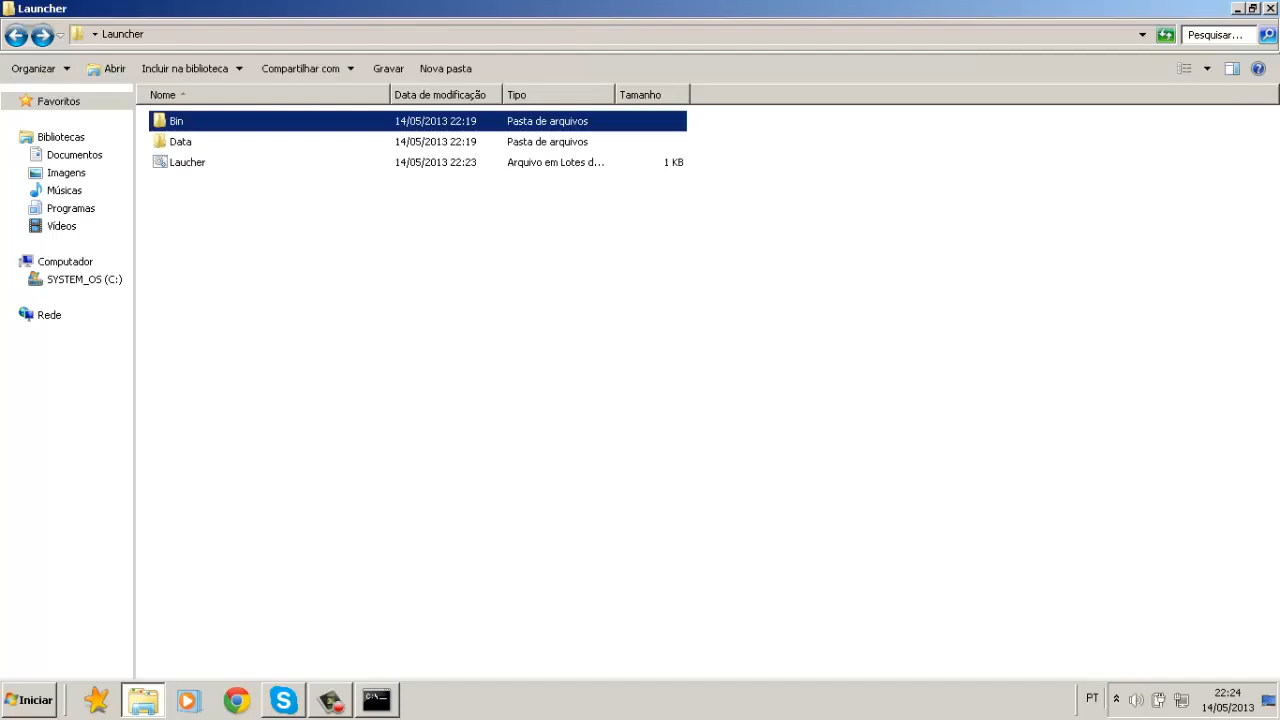 Launcher
Launcher
Pesquisar...
Organizar Abrir Incluir na biblioteca Compartilhar com Gravar Nova pasta
Nome Data de modificação Tipo Tamanho
Favoritos
Bibliotecas
Documentos
Imagens
Músicas
Programas
Vídeos
Computador
SYSTEM_OS (C:)
Rede
Bin 14/05/2013 22:19 Pasta de arquivos
Data 14/05/2013 22:19 Pasta de arquivos
Laucher 14/05/2013 22:23 Arquivo em Lotes d... 1 KB
Iniciar
C:\.
PT
22:24
14/05/2013